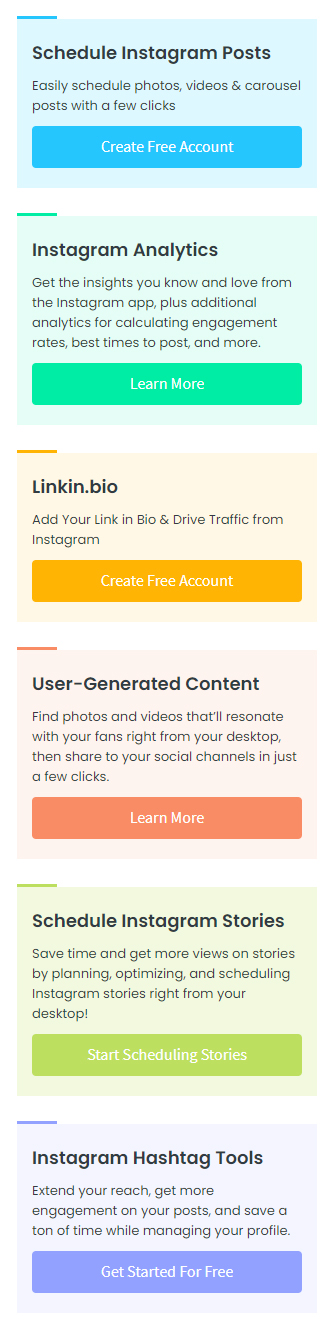 Schedule Instagram Posts
Easily schedule photos, videos & carousel
posts with a few clicks
Create Free Account
Instagram Analytics
Get the insights you know and love from
the Instagram app, plus additional
analytics for calculating engagement
rates, best times to post, and more.
Learn More
Linkin.bio
Add Your Link in Bio & Drive Traffic from
Instagram
Create Free Account
User-Generated Content
Find photos and videos that’ll resonate
with your fans right from your desktop,
then share to your social channels in just
a few clicks.
Learn More
Schedule Instagram Stories
Save time and get more views on stories
by planning, optimizing, and scheduling
Instagram stories right from your
desktop!
Start Scheduling Stories
Instagram Hashtag Tools
Extend your reach, get more
engagement on your posts, and save a
ton of time while managing your profile.
Get Started For Free